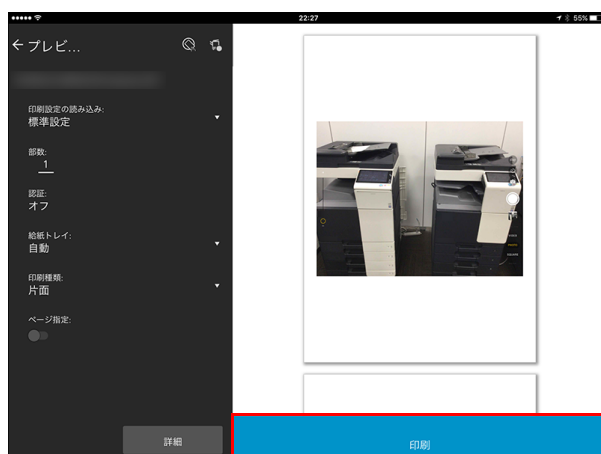 22:27
55%
プレビ...
印刷設定の読み込み:
標準設定
部数:
1
認証:
オフ
給紙トレイ:
自動
印刷種類:
片面
ページ指定:
詳細
印刷